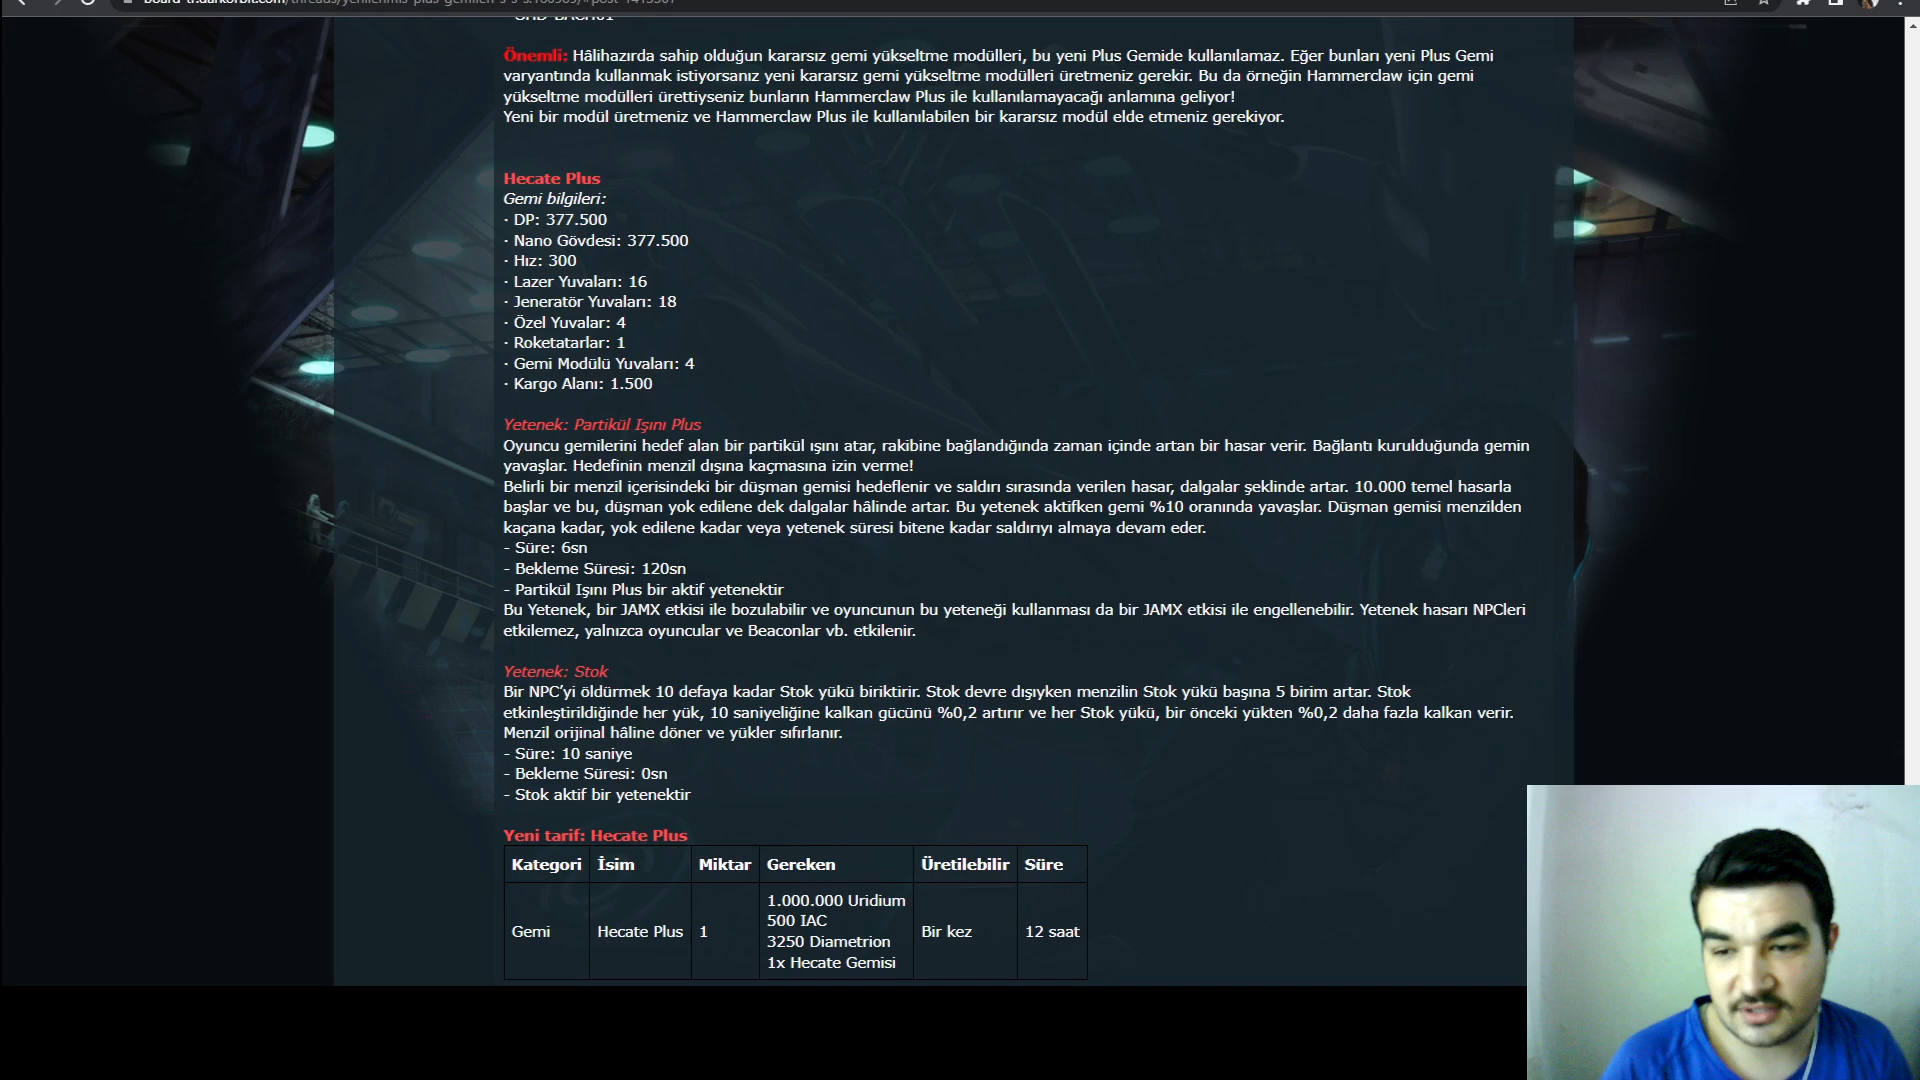 Önemli: Hâlihazırda sahip olduğun kararsız gemi yükseltme modülleri, bu yeni Plus Gemide kullanılamaz. Eğer bunları yeni Plus Gemi
varyantında kullanmak istiyorsanız yeni kararsız gemi yükseltme modülleri üretmeniz gerekir. Bu da örneğin Hammerclaw için gemi
yükseltme modülleri ürettiyseniz bunların Hammerclaw Plus ile kullanılamayacağı anlamına geliyor!
Yeni bir modül üretmeniz ve Hammerclaw Plus ile kullanılabilen bir kararsız modül elde etmeniz gerekiyor.
Hecate Plus
Gemi bilgileri:
· DP: 377.500
· Nano Gövdesi: 377.500
· Hız: 300
· Lazer Yuvaları: 16
· Jeneratör Yuvaları: 18
· Özel Yuvalar: 4
· Roketatarlar: 1
· Gemi Modülü Yuvaları: 4
· Kargo Alanı: 1.500
Yetenek: Partikül Işını Plus
Oyuncu gemilerini hedef alan bir partikül ışını atar, rakibine bağlandığında zaman içinde artan bir hasar verir. Bağlantı kurulduğunda gemin
yavaşlar. Hedefinin menzil dışına kaçmasına izin verme!
Belirli bir menzil içerisindeki bir düşman gemisi hedeflenir ve saldırı sırasında verilen hasar, dalgalar şeklinde artar. 10.000 temel hasarla
başlar ve bu, düşman yok edilene dek dalgalar hâlinde artar. Bu yetenek aktifken gemi %10 oranında yavaşlar. Düşman gemisi menzilden
kaçana kadar, yok edilene kadar veya yetenek süresi bitene kadar saldırıyı almaya devam eder.
- Süre: 6sn
- Bekleme Süresi: 120sn
- Partikül Işını Plus bir aktif yetenektir
Bu Yetenek, bir JAMX etkisi ile bozulabilir ve oyuncunun bu yeteneği kullanması da bir JAMX etkisi ile engellenebilir. Yetenek hasarı NPCleri
etkilemez, yalnızca oyuncular ve Beaconlar vb. etkilenir.
Yetenek: Stok
Bir NPC'yi öldürmek 10 defaya kadar Stok yükü biriktirir. Stok devre dışıyken menzilin Stok yükü başına 5 birim artar. Stok
etkinleştirildiğinde her yük, 10 saniyeliğine kalkan gücünü %0,2 artırır ve her Stok yükü, bir önceki yükten %0,2 daha fazla kalkan verir.
Menzil orijinal hâline döner ve yükler sıfırlanır.
- Süre: 10 saniye
- Bekleme Süresi: 0sn
- Stok aktif bir yetenektir
Yeni tarif: Hecate Plus
Kategori İsim Miktar Gereken Üretilebilir Süre
1.000.000 Uridium
500 IAC
Gemi Hecate Plus 1 Bir kez 12 saat
3250 Diametrion
1x Hecate Gemisi